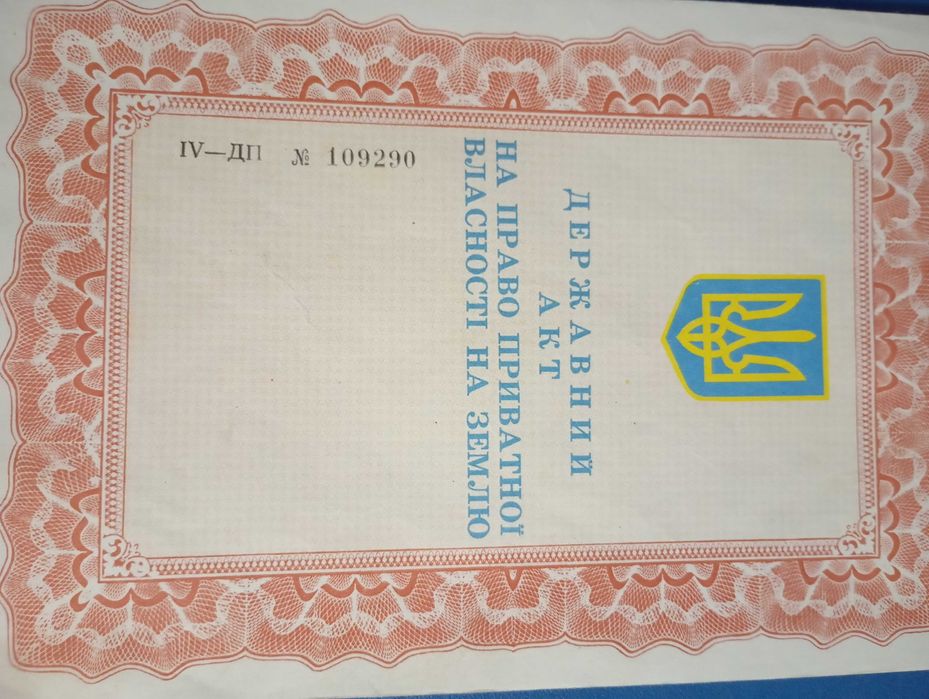 ДЕРЖАВНИЙ
АКТ
НА ПРАВО ПРИВАТНОЇ
ВЛАСНОСТІ НА ЗЕМЛЮ
IV—ДП № 109290